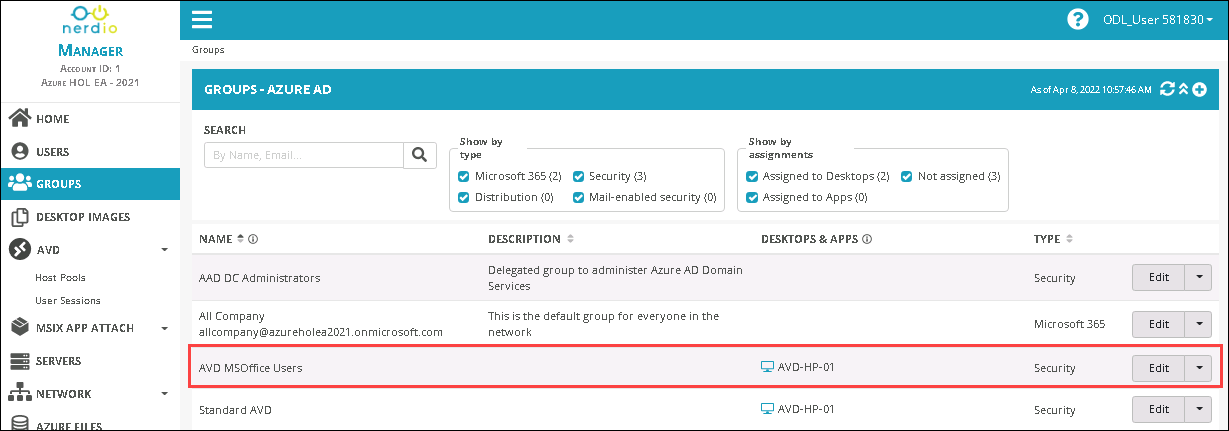 nerdio
MANAGER
ACCOUNT ID: 1
AZURE HOL EA - 2021
HOME
USERS
GROUPS
DESKTOP IMAGES
AVD
Host Pools
User Sessions
MSIX APP ATTACH
SERVERS
NETWORK
AZURE FILES
? ODL_User 581830
Groups
GROUPS - AZURE AD
As of Apr 8, 2022 10:57:46 AM
SEARCH
By Name, Email...
Show by
type
Microsoft 365 (2) Security (3)
Distribution (0) Mail-enabled security (0)
Show by
assignments
Assigned to Desktops (2) Not assigned (3)
Assigned to Apps (0)
NAME DESCRIPTION DESKTOPS & APPS TYPE
AAD DC Administrators Delegated group to administer Azure AD Domain
Services Security Edit
All Company This is the default group for everyone in the
allcompany@azureholea2021.onmicrosoft.com network Microsoft 365 Edit
AVD MSOffice Users AVD-HP-01 Security Edit
Standard AVD AVD-HP-01 Security Edit